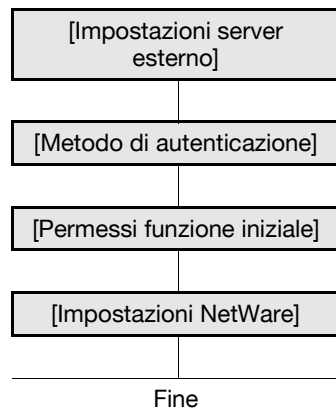 [Impostazioni server
esterno]
[Metodo di autenticazione]
[Permessi funzione iniziale]
[Impostazioni NetWare]
Fine